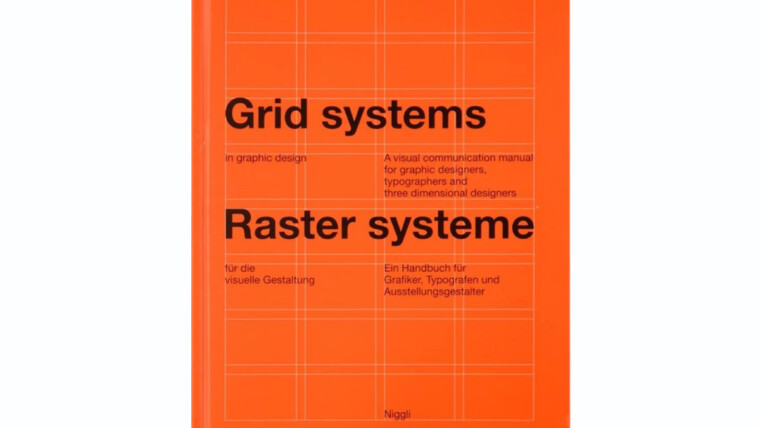 Grid systems
in graphic design
A visual communication manual
for graphic designers,
typographers and
three dimensional designers
Raster systeme
für die
visuelle Gestaltung
Ein Handbuch für
Grafiker, Typografen und
Ausstellungsgestalter
Niggli